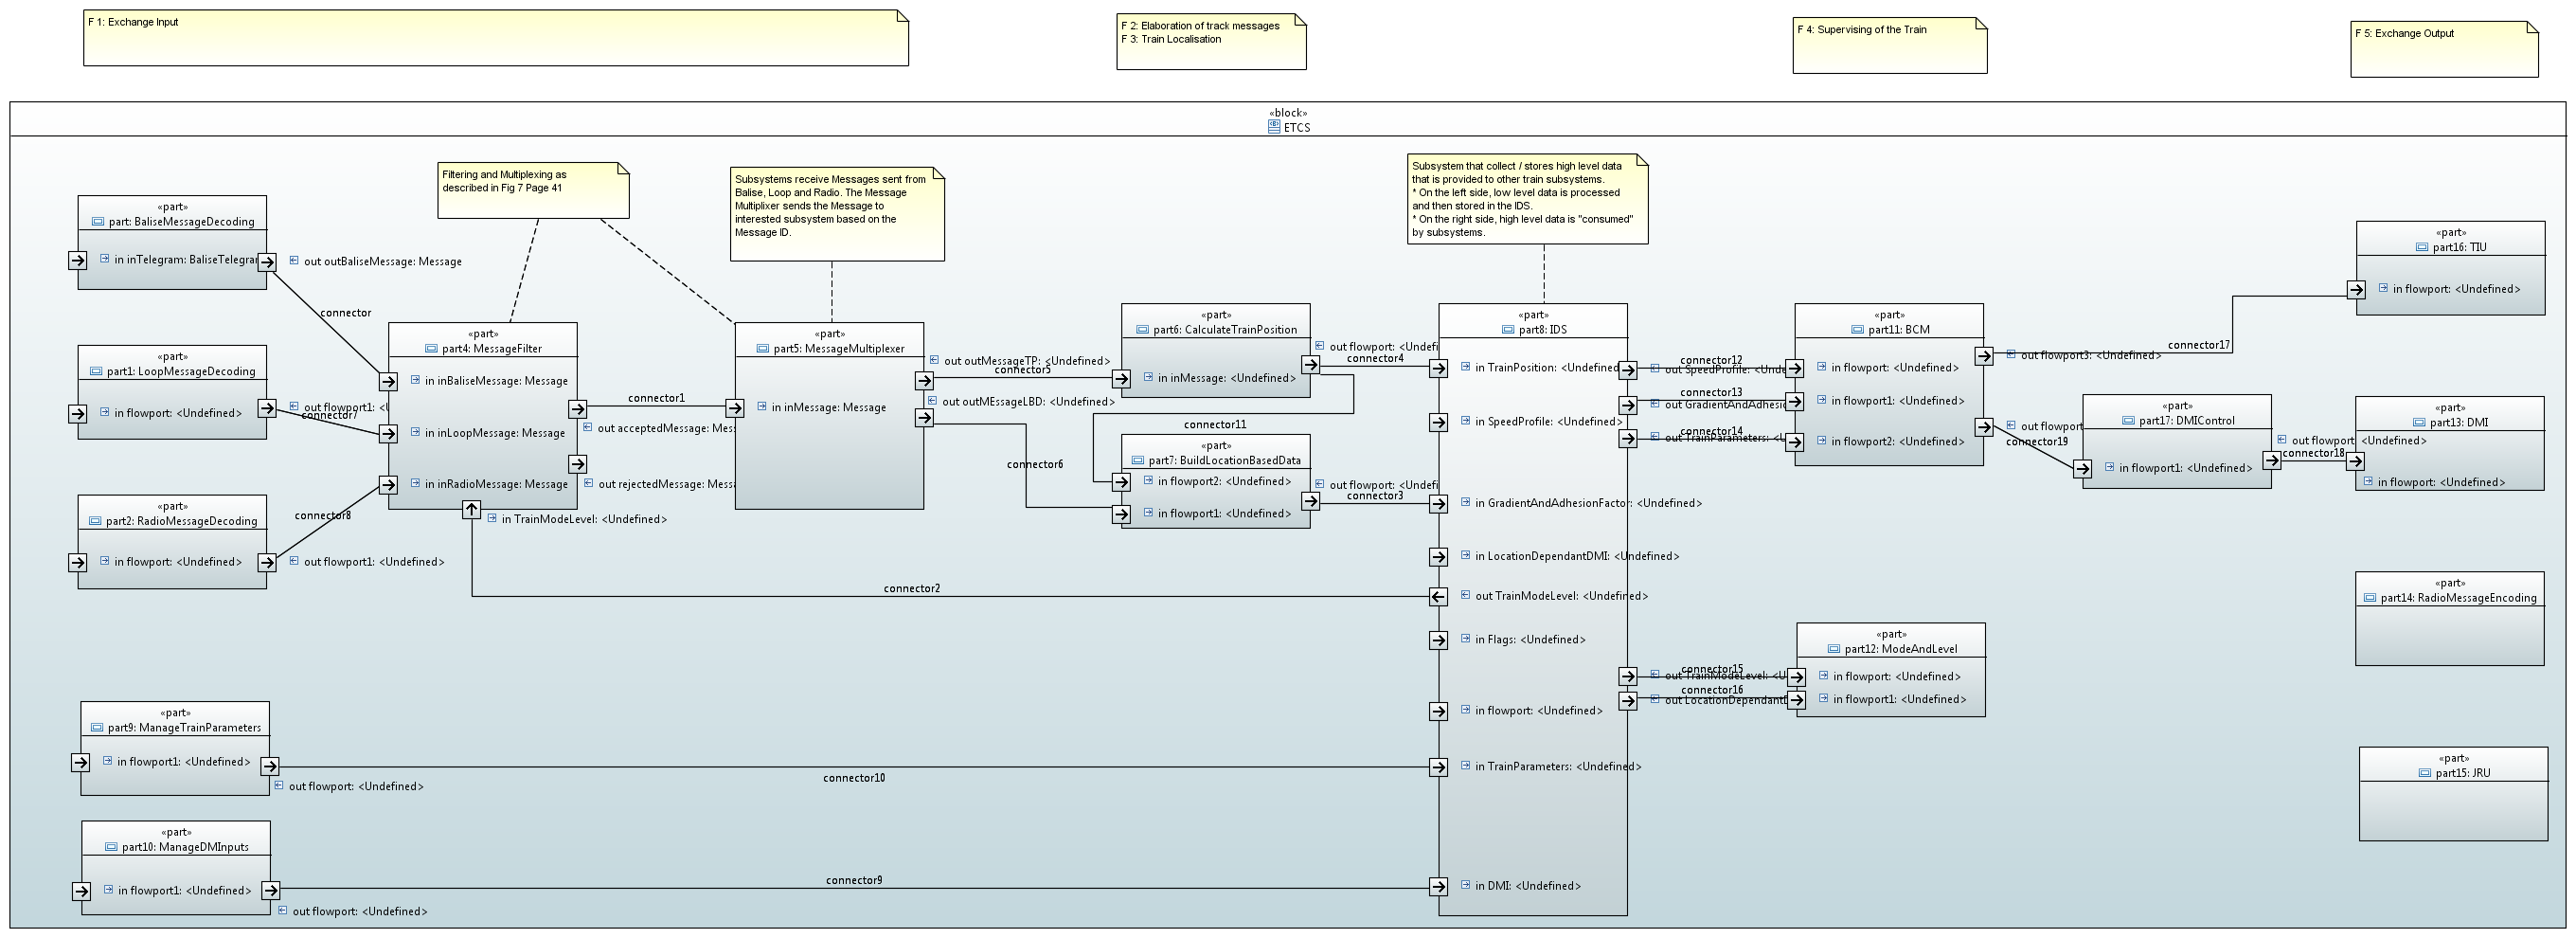 F 1: Exchange Input
F 2: Elaboration of track messages
F 3: Train Localisation
F 4: Supervising of the Train
F 5: Exchange Output
«block»
ETCS
Filtering and Multiplexing as
described in Fig 7 Page 41
Subsystems receive Messages sent from
Balise, Loop and Radio. The Message
Multiplixer sends the Message to
interested subsystem based on the
Message ID.
Subsystem that collect / stores high level data
that is provided to other train subsystems.
* On the left side, low level data is processed
and then stored in the IDS.
* On the right side, high level data is "consumed"
by subsystems.
«part»
part: BaliseMessageDecoding
in inTelegram: BaliseTelegram
out outBaliseMessage: Message
connector
«part»
part1: LoopMessageDecoding
in flowport: <Undefined>
out flowport1: <U
connector7
«part»
part2: RadioMessageDecoding
in flowport: <Undefined>
out flowport1: <Undefined>
connector8
«part»
part4: MessageFilter
in inBaliseMessage: Message
in inLoopMessage: Message
in inRadioMessage: Message
in TrainModeLevel: <Undefined>
connector1
out acceptedMessage: Mess
out rejectedMessage: Messa
«part»
part5: MessageMultiplexer
in inMessage: Message
out outMessageTP: <Undefined>
connector5
out outMEssageLBD: <Undefined>
connector6
«part»
part6: CalculateTrainPosition
in inMessage: <Undefined>
out flowport: <Undefi
connector4
connector11
«part»
part7: BuildLocationBasedData
in flowport2: <Undefined>
in flowport1: <Undefined>
out flowport: <Undefi
connector3
connector2
«part»
part8: IDS
in TrainPosition: <Undefined
in SpeedProfile: <Undefined>
in GradientAndAdhesionFactor: <Undefined>
in LocationDependantDMI: <Undefined>
out TrainModeLevel: <Undefined>
in Flags: <Undefined>
in flowport: <Undefined>
in TrainParameters: <Undefined>
in DMI: <Undefined>
connector12
out SpeedProfile: <Unde
connector13
out GradientAndAdhesio
connector14
out TrainParameters: <U
connector15
out TrainModeLevel: <U
connector16
out LocationDependantD
«part»
part11: BCM
in flowport: <Undefined>
in flowport1: <Undefined>
in flowport2: <Undefined>
out flowport3: <Undefined>
connector17
out flowport
connector19
«part»
part12: ModeAndLevel
in flowport: <Undefined>
in flowport1: <Undefined>
«part»
part17: DMIControl
in flowport1: <Undefined>
out flowport: <Undefined>
connector18
«part»
part16: TIU
in flowport: <Undefined>
«part»
part13: DMI
in flowport: <Undefined>
«part»
part14: RadioMessageEncoding
«part»
part15: JRU
«part»
part9: ManageTrainParameters
in flowport1: <Undefined>
out flowport: <Undefined>
connector10
«part»
part10: ManageDMInputs
in flowport1: <Undefined>
out flowport: <Undefined>
connector9